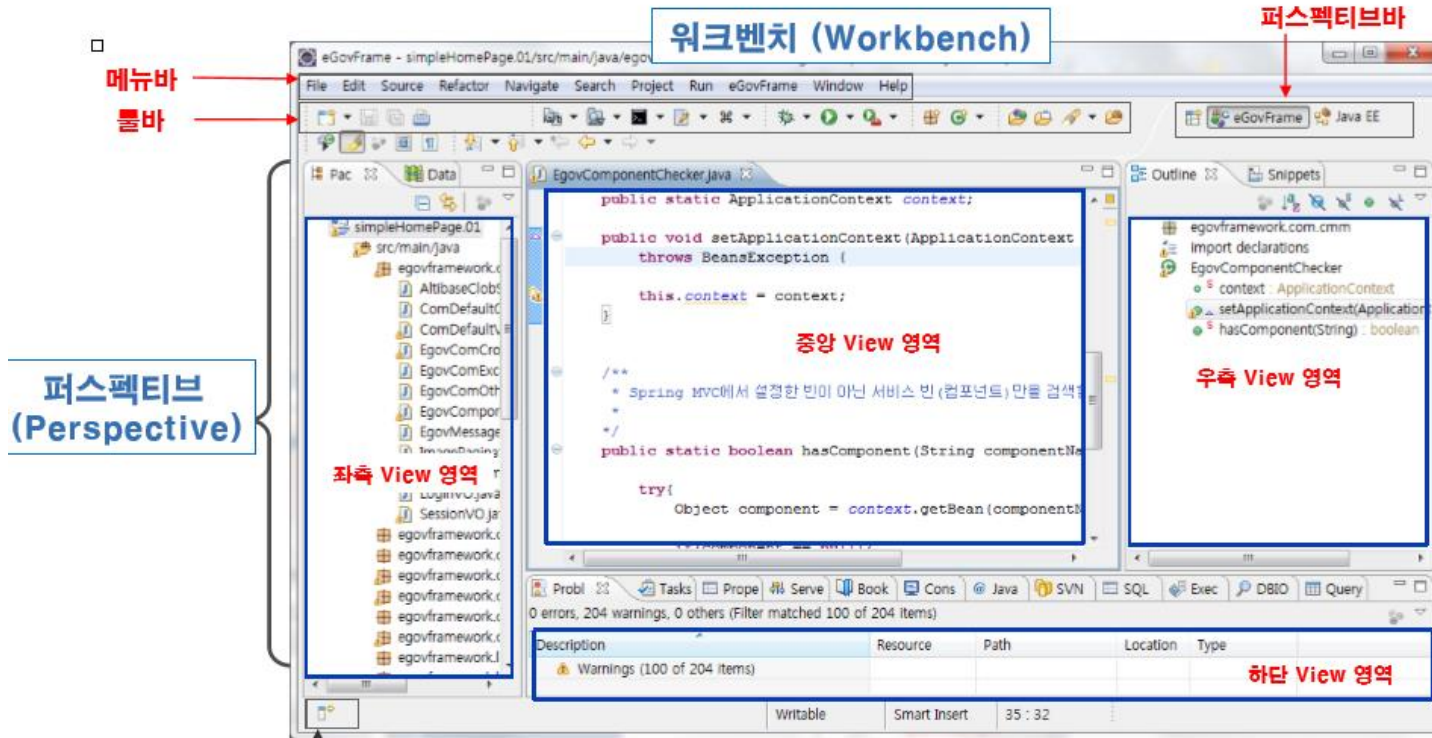 워크벤치 (Workbench)
퍼스펙티브바
메뉴바
툴바
퍼스펙티브
(Perspective)
eGovFrame - simpleHomePage.01/src/main/java/egov
File Edit Source Refactor Navigate Search Project Run eGovFrame Window Help
eGovFrame Java EE
Pac Data
EgovComponentChecker.java
Outline Snippets
simpleHomePage.01
src/main/java
egovframework.c
AltibaseClobS
ComDefaultC
ComDefaultV
EgovComCro
EgovComExc
EgovComOth
EgovCompor
EgovMessage
ImagePagina
좌측 View 영역
LoginVO.java
SessionVO.ja
egovframework.c
egovframework.c
egovframework.c
egovframework.c
egovframework.c
egovframework.c
egovframework.l
public static ApplicationContext context;
public void setApplicationContext(ApplicationContext
throws BeansException {
this.context = context;
}
중앙 View 영역
/**
* Spring MVC에서 설정한 빈이 아닌 서비스 빈(컴포넌트)만을 검색할
*
*/
public static boolean hasComponent(String componentNa
try{
Object component = context.getBean(componentN
egovframework.com.cmm
import declarations
EgovComponentChecker
S context : ApplicationContext
setApplicationContext(Application
S hasComponent(String) : boolean
우측 View 영역
Probl Tasks Prope Serve Book Cons Java SVN SQL Exec DBIO Query
0 errors, 204 warnings, 0 others (Filter matched 100 of 204 items)
Description Resource Path Location Type
Warnings (100 of 204 items)
하단 View 영역
Writable Smart Insert 35 : 32